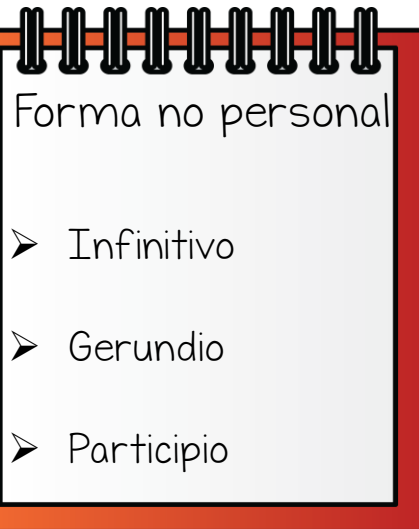 Forma no personal
➢ Infinitivo
➢ Gerundio
➢ Participio